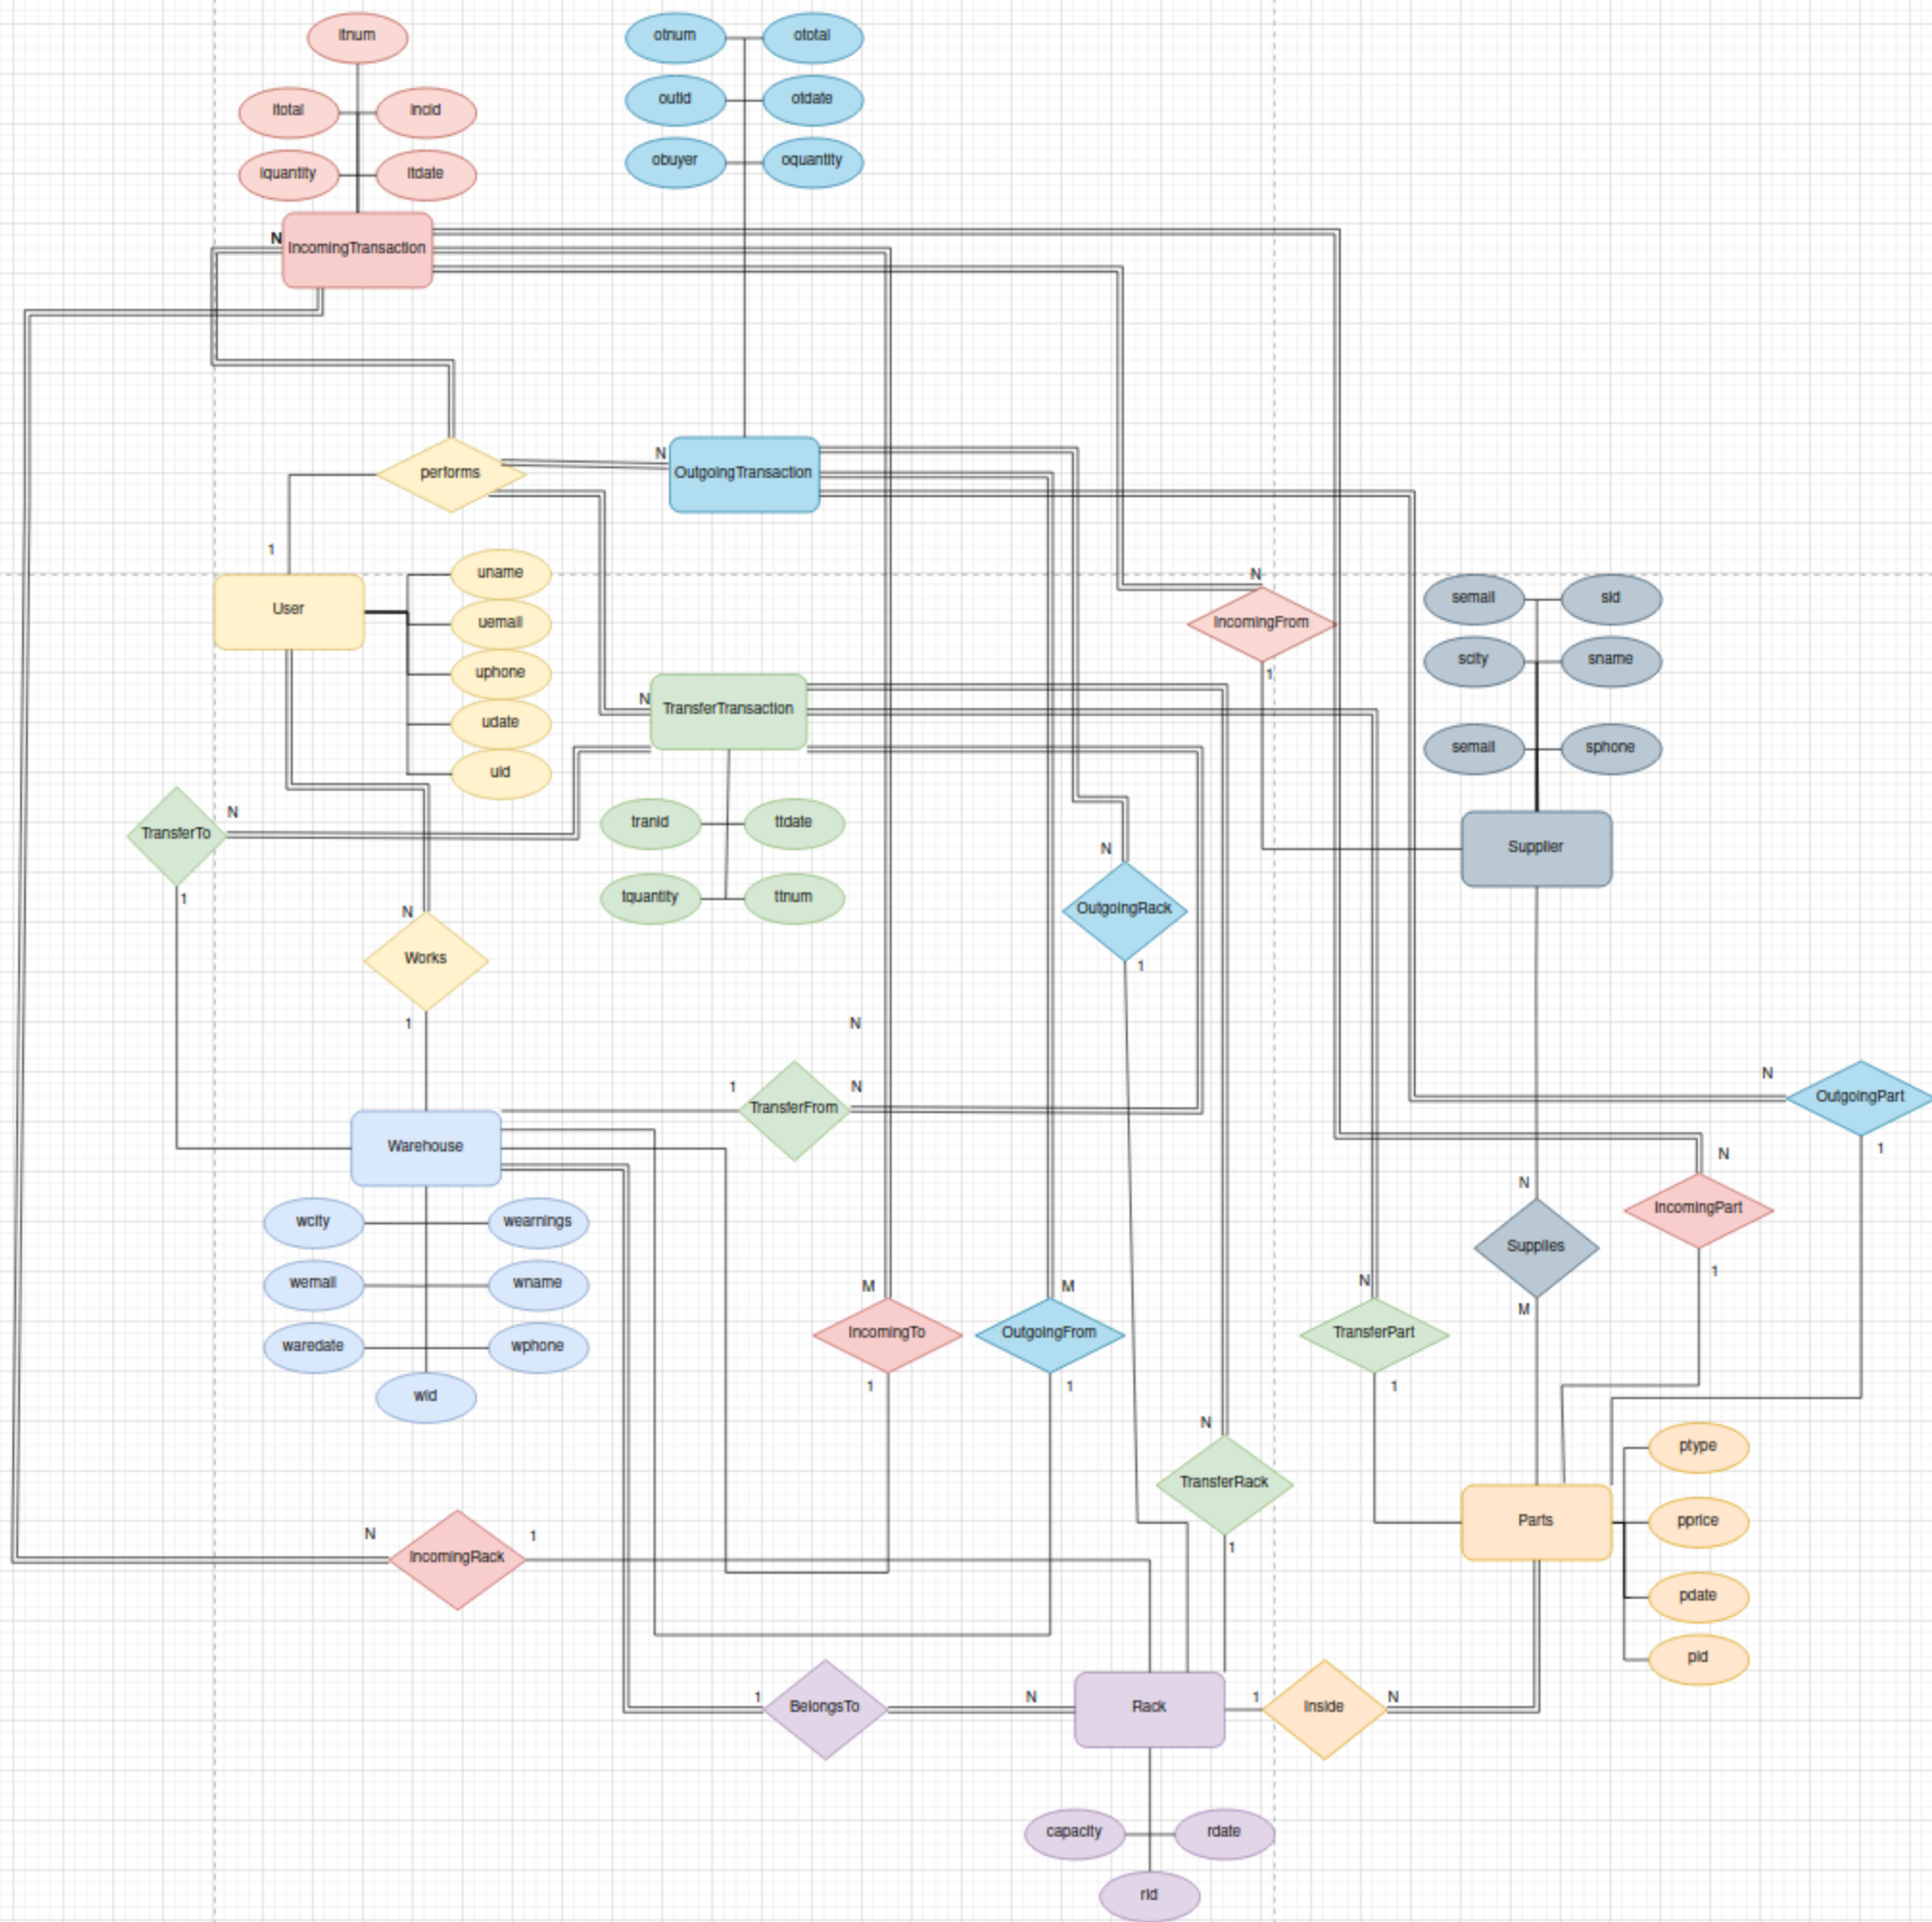 itnum
otnum
ototal
itotal
incid
outid
otdate
iquantity
itdate
obuyer
oquantity
N
IncomingTransaction
performs
N
OutgoingTransaction
1
uname
N
User
uemail
IncomingFrom
semail
sid
uphone
1
scity
sname
N
TransferTransaction
udate
semail
sphone
uid
N
TransferTo
tranid
ttdate
N
Supplier
1
N
tquantity
ttnum
OutgoingRack
Works
1
1
N
1
TransferFrom
N
N
OutgoingPart
Warehouse
1
N
N
IncomingPart
wcity
wearnings
Supplies
1
wemail
wname
M
M
N
M
waredate
wphone
IncomingTo
OutgoingFrom
TransferPart
wid
1
1
1
N
ptype
TransferRack
N
1
IncomingRack
1
Parts
pprice
pdate
pid
1
BelongsTo
N
Rack
1
Inside
N
capacity
rdate
rid